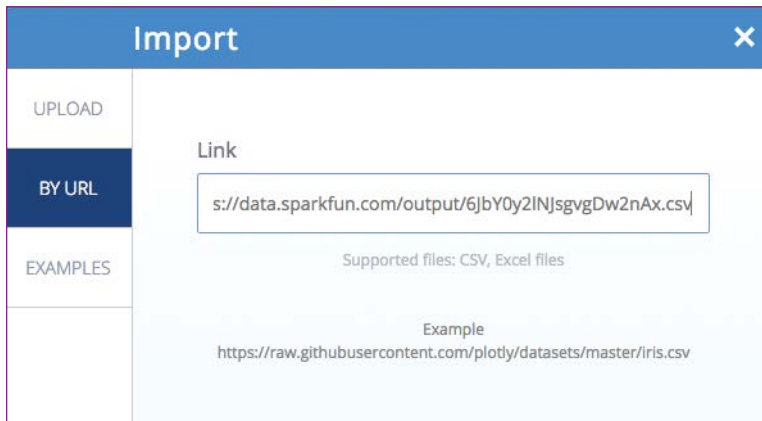 Import
UPLOAD
BY URL
EXAMPLES
Link
s://data.sparkfun.com/output/6JbY0y2lNJsgvgDw2nAx.csv
Supported files: CSV, Excel files
Example
https://raw.githubusercontent.com/plotly/datasets/master/iris.csv